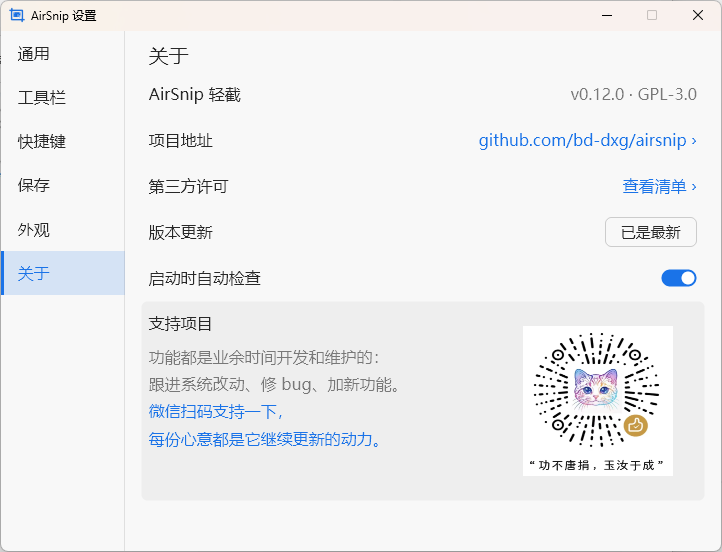 AirSnip 设置
通用
工具栏
快捷键
保存
外观
关于
关于
AirSnip 轻截
v0.12.0 · GPL-3.0
项目地址
github.com/bd-dxg/airsnip ›
第三方许可
查看清单 ›
版本更新
已是最新
启动时自动检查
支持项目
功能都是业余时间开发和维护的：
跟进系统改动、修 bug、加新功能。
微信扫码支持一下，
每份心意都是它继续更新的动力。
“功不唐捐，玉汝于成”